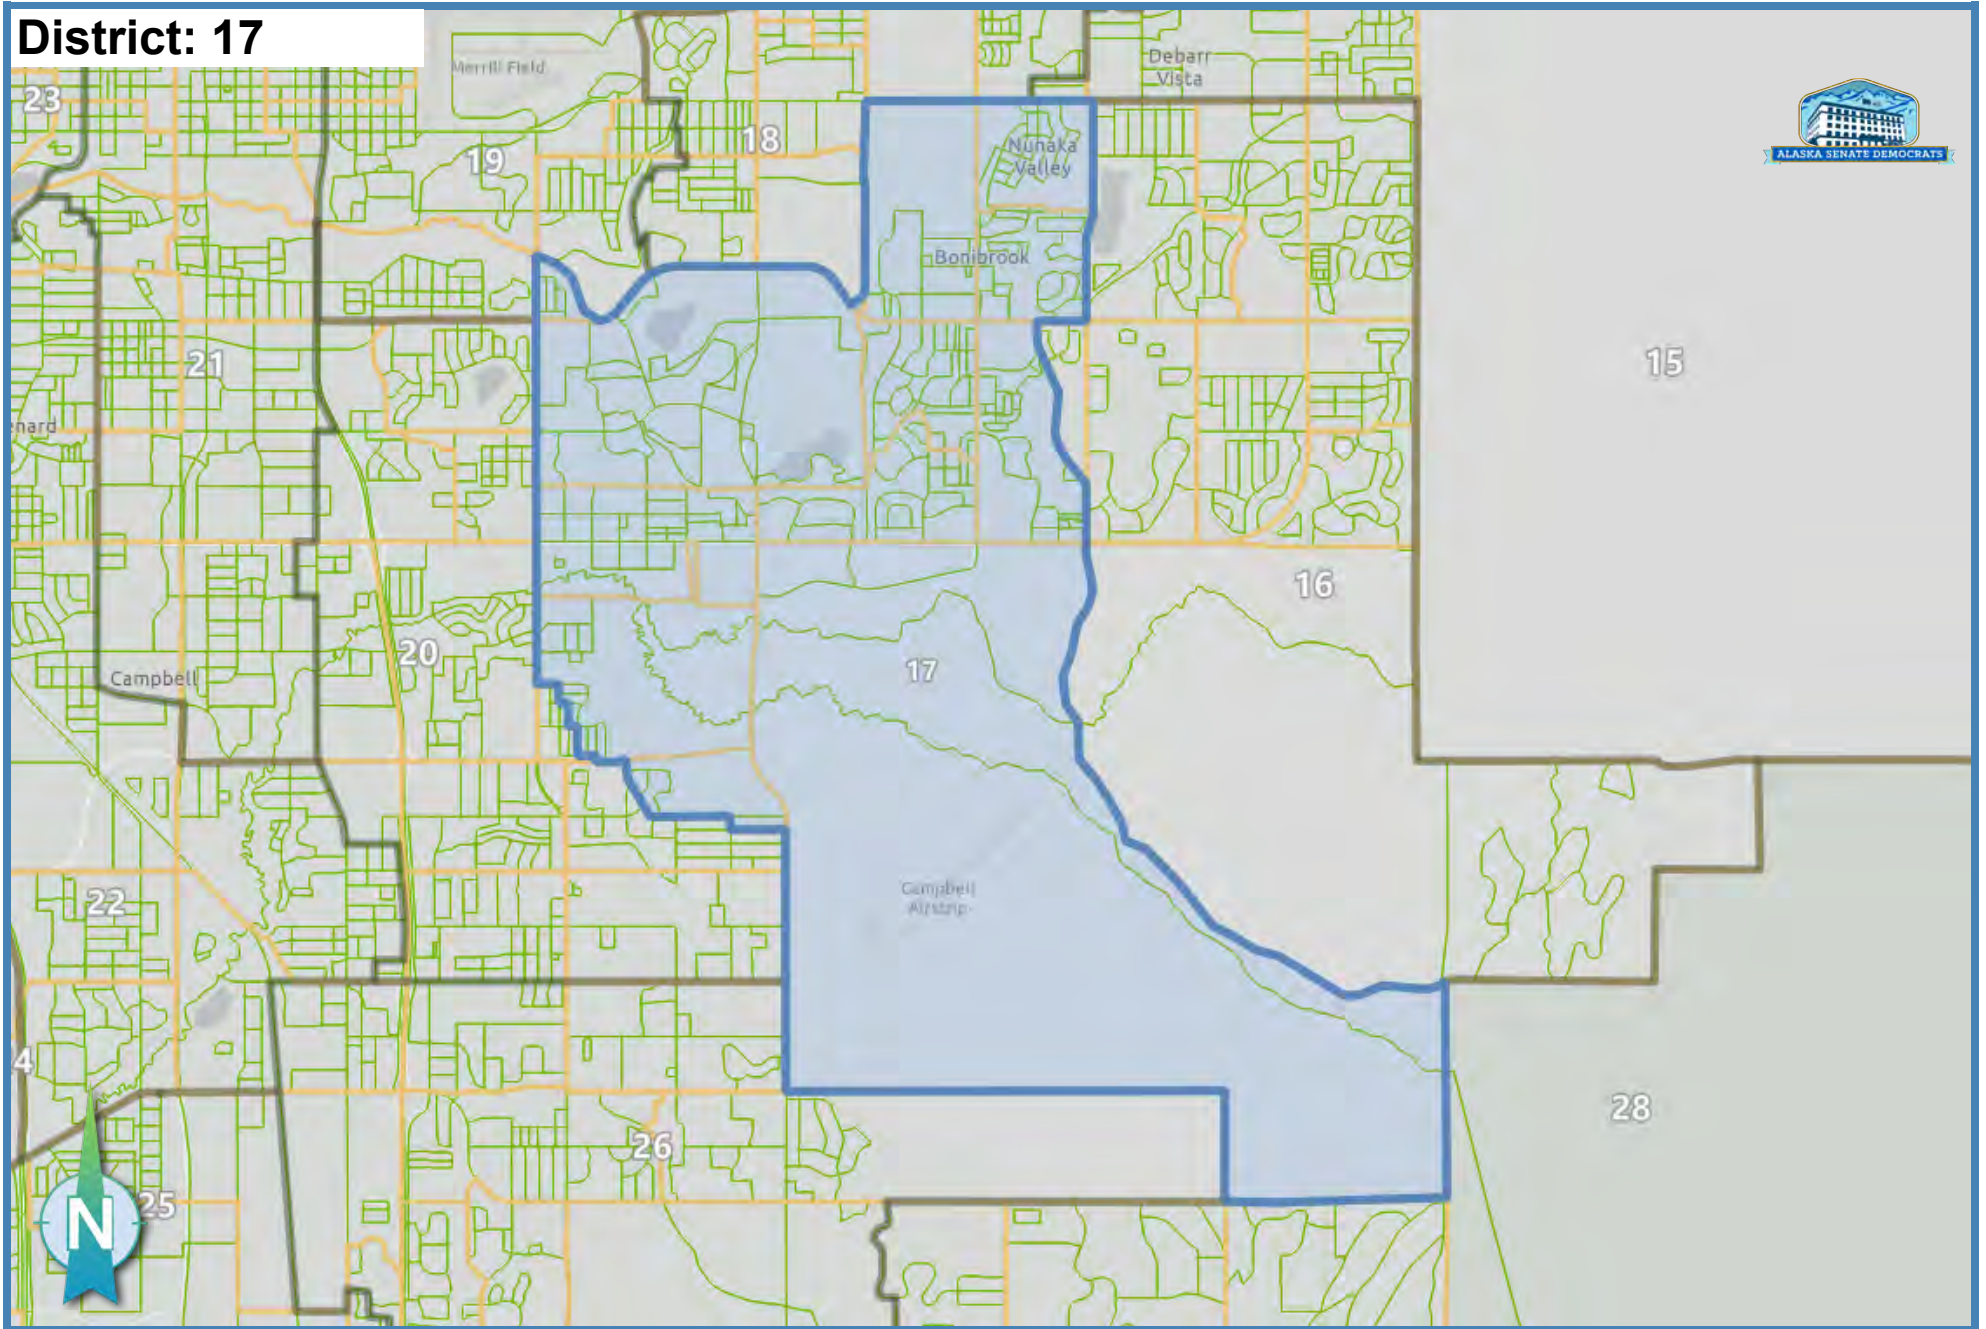 District: 17
Merrill Field
Debarr
Vista
23
ALASKA SENATE DEMOCRATS
18
19
Nunaka
Valley
Bonibrook
21
15
enard
16
20
17
Campbell
Campbell
Airstrip
22
4
28
26
25
N